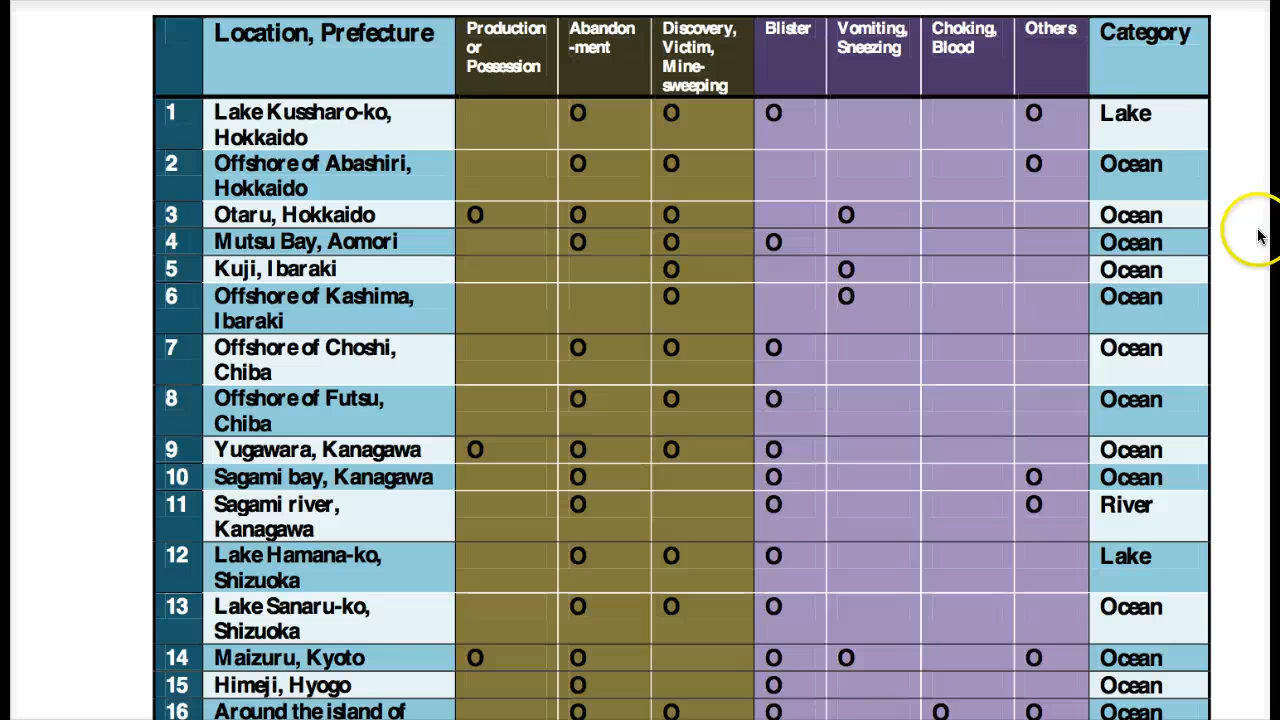 Location, Prefecture Production or Possession Abandon-ment Discovery, Victim, Mine-sweeping Blister Vomiting, Sneezing Choking, Blood Others Category
1 Lake Kussharo-ko, Hokkaido O O O O Lake
2 Offshore of Abashiri, Hokkaido O O O Ocean
3 Otaru, Hokkaido O O O O Ocean
4 Mutsu Bay, Aomori O O O Ocean
5 Kuji, Ibaraki O O Ocean
6 Offshore of Kashima, Ibaraki O O Ocean
7 Offshore of Choshi, Chiba O O O Ocean
8 Offshore of Futsu, Chiba O O O Ocean
9 Yugawara, Kanagawa O O O O Ocean
10 Sagami bay, Kanagawa O O O Ocean
11 Sagami river, Kanagawa O O O River
12 Lake Hamana-ko, Shizuoka O O O Lake
13 Lake Sanaru-ko, Shizuoka O O O Ocean
14 Maizuru, Kyoto O O O O O Ocean
15 Himeji, Hyogo O O Ocean
16 Around the island of O O O O O Ocean